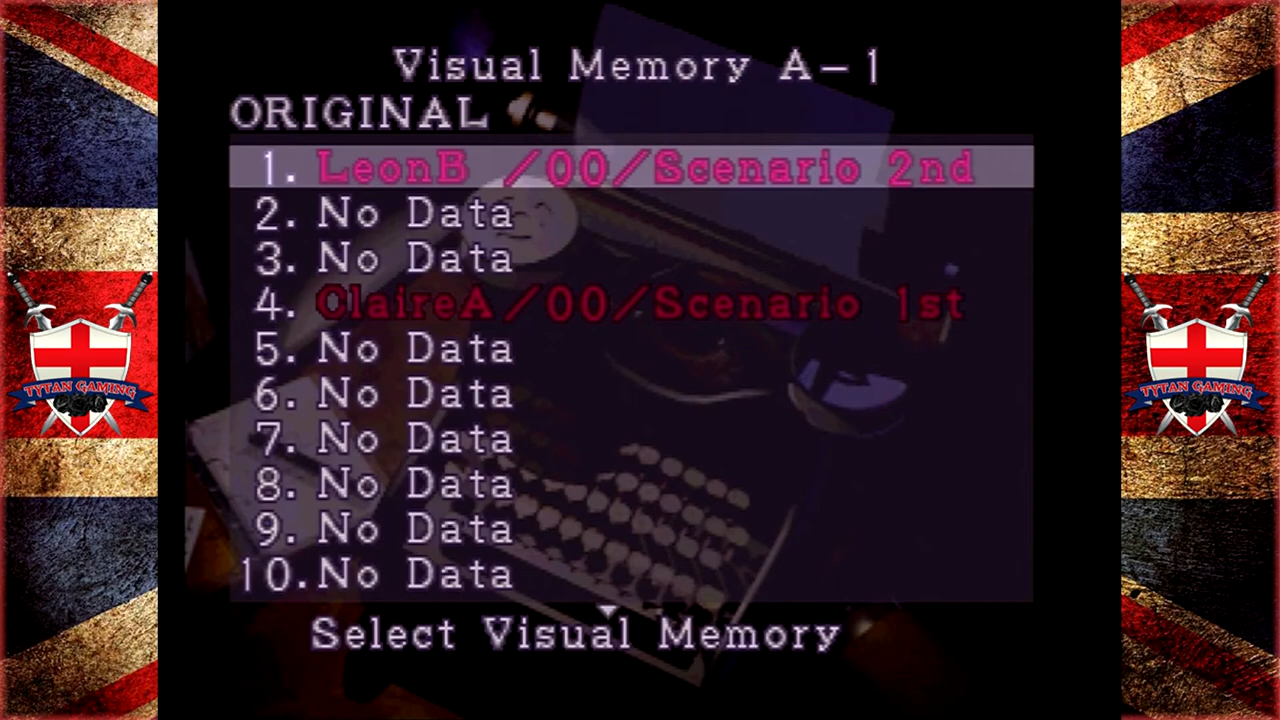 Visual Memory A-1
ORIGINAL
1. LeonB /00/Scenario 2nd
2. No Data
3. No Data
4. ClaireA/00/Scenario 1st
5. No Data
6. No Data
7. No Data
8. No Data
9. No Data
10. No Data
Select Visual Memory
TYTAN GAMING
TYTAN GAMING